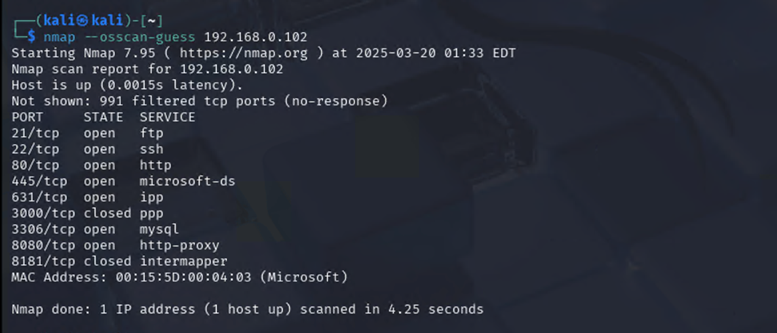 ┌──(kali㉿kali)-[~]
└─$ nmap --osscan-guess 192.168.0.102
Starting Nmap 7.95 ( https://nmap.org ) at 2025-03-20 01:33 EDT
Nmap scan report for 192.168.0.102
Host is up (0.0015s latency).
Not shown: 991 filtered tcp ports (no-response)
PORT     STATE  SERVICE
21/tcp   open   ftp
22/tcp   open   ssh
80/tcp   open   http
445/tcp  open   microsoft-ds
631/tcp  open   ipp
3000/tcp closed ppp
3306/tcp open   mysql
8080/tcp open   http-proxy
8181/tcp closed intermapper
MAC Address: 00:15:5D:00:04:03 (Microsoft)

Nmap done: 1 IP address (1 host up) scanned in 4.25 seconds